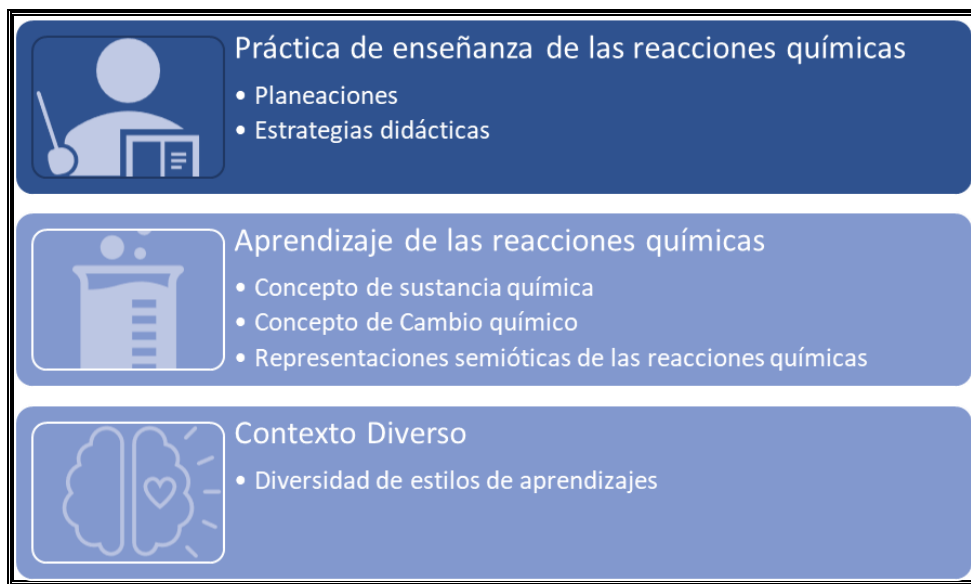 Práctica de enseñanza de las reacciones químicas
• Planeaciones
• Estrategias didácticas
Aprendizaje de las reacciones químicas
• Concepto de sustancia química
• Concepto de Cambio químico
• Representaciones semióticas de las reacciones químicas
Contexto Diverso
• Diversidad de estilos de aprendizajes